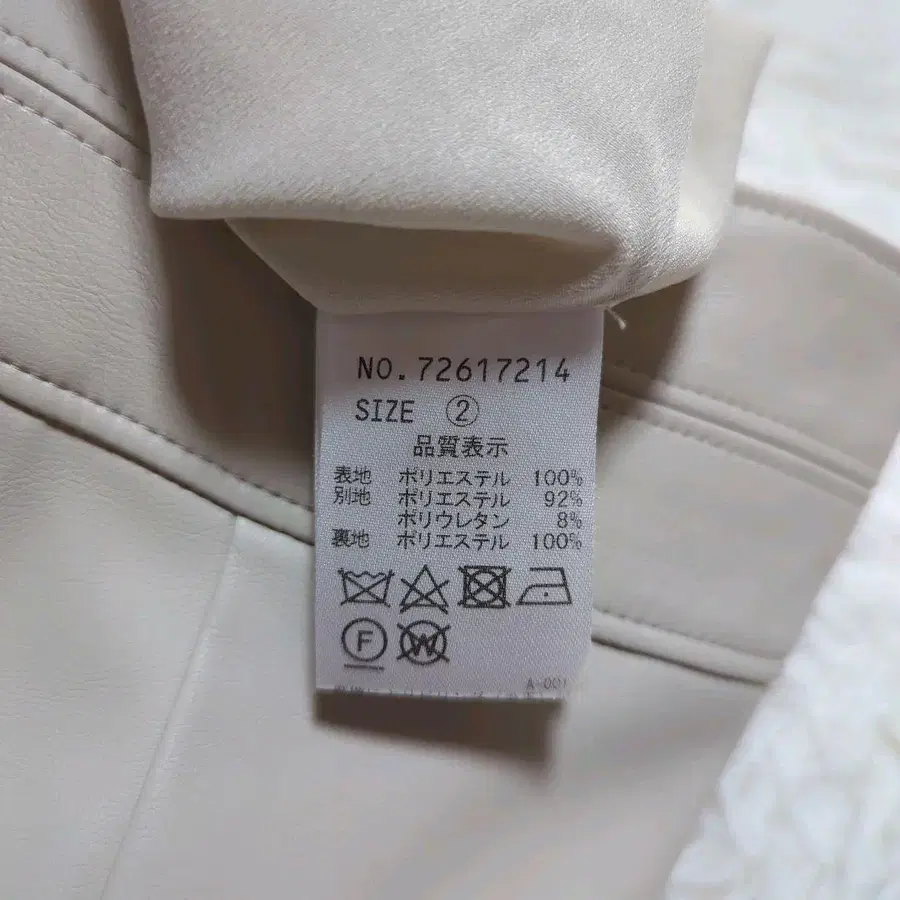 NO. 72617214
SIZE ②
品質表示
表地 ポリエステル 100%
別地 ポリエステル 92%
ポリウレタン 8%
裏地 ポリエステル 100%
F W
A-001